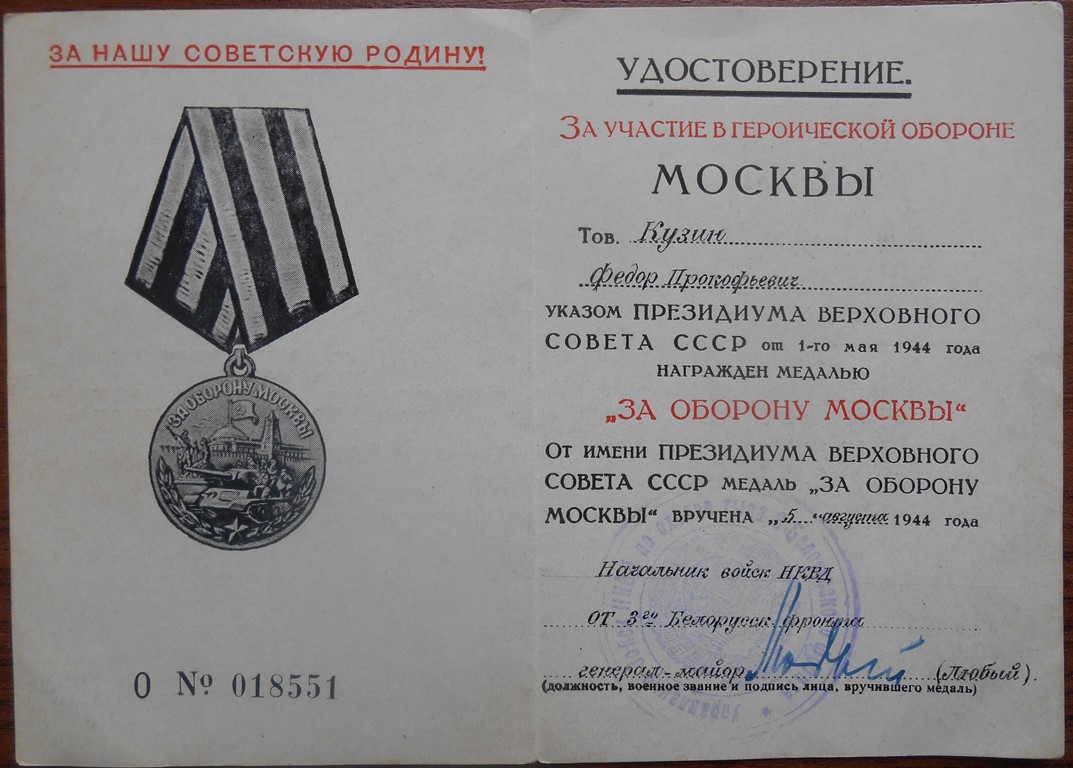 ЗА НАШУ СОВЕТСКУЮ РОДИНУ!
ЗА ОБОРОНУ МОСКВЫ
О № 018551
УДОСТОВЕРЕНИЕ.
ЗА УЧАСТИЕ В ГЕРОИЧЕСКОЙ ОБОРОНЕ
МОСКВЫ
Тов. Кузин
Федор Прокофьевич
УКАЗОМ ПРЕЗИДИУМА ВЕРХОВНОГО
СОВЕТА СССР от 1-го мая 1944 года
НАГРАЖДЕН МЕДАЛЬЮ
„ЗА ОБОРОНУ МОСКВЫ“
ОТ ИМЕНИ ПРЕЗИДИУМА ВЕРХОВНОГО
СОВЕТА СССР МЕДАЛЬ „ЗА ОБОРОНУ
МОСКВЫ“ ВРУЧЕНА „5 “ августа 1944 года
Начальник войск НКВД
от 3го Белорусск. фронта
генерал-майор (Любый).
(должность, военное звание и подпись лица, вручившего медаль)